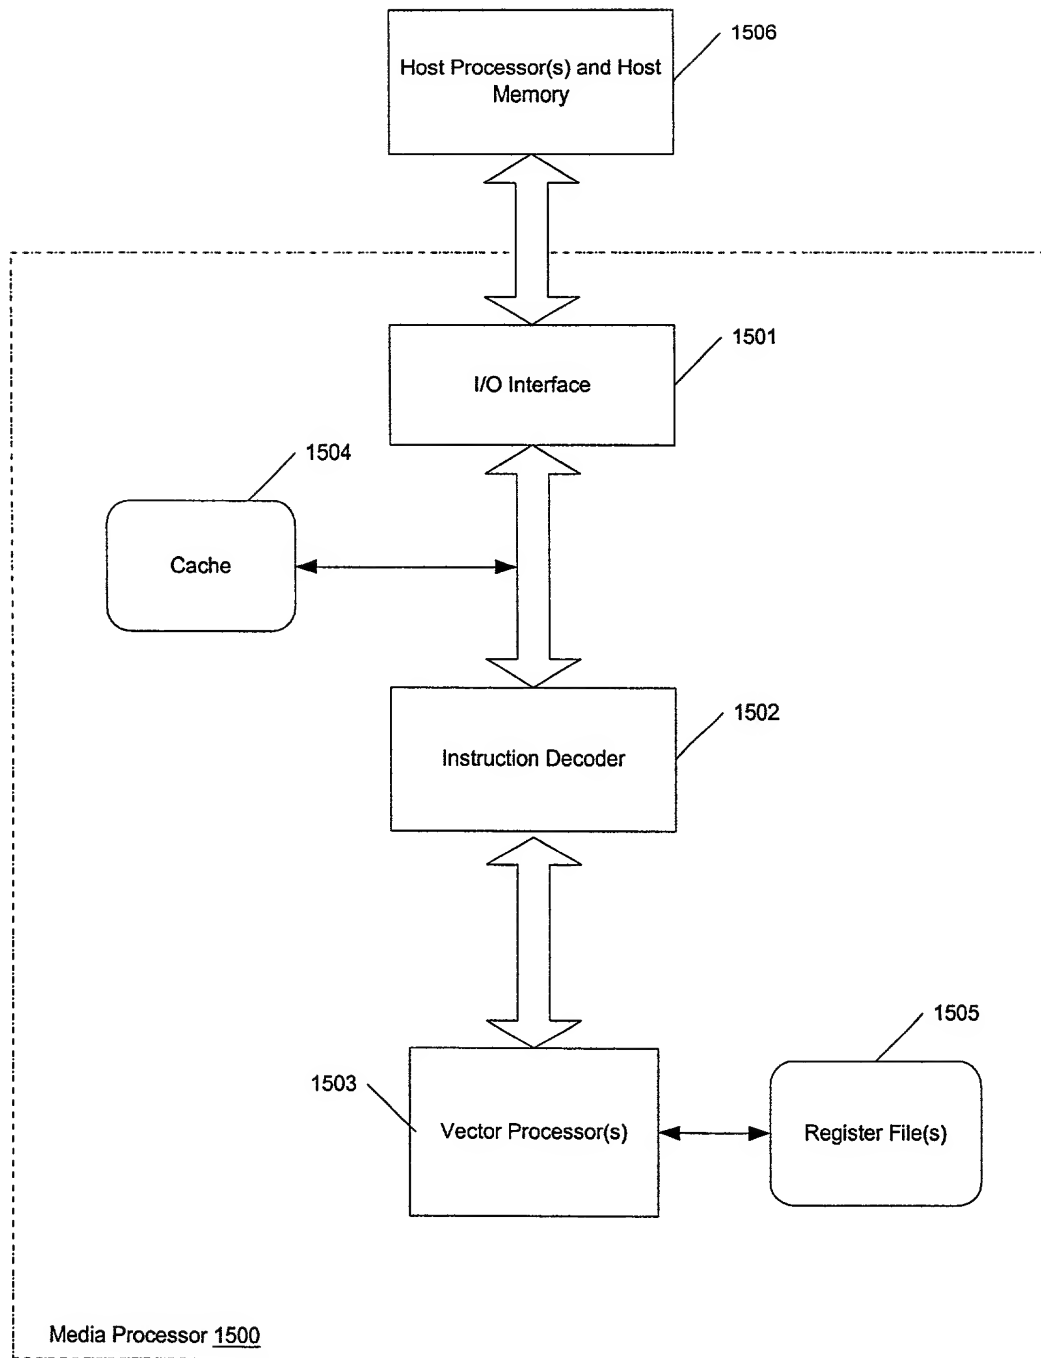 1506
Host Processor(s) and Host
Memory
1501
I/O Interface
1504
Cache
1502
Instruction Decoder
1505
1503
Vector Processor(s)
Register File(s)
Media Processor 1500